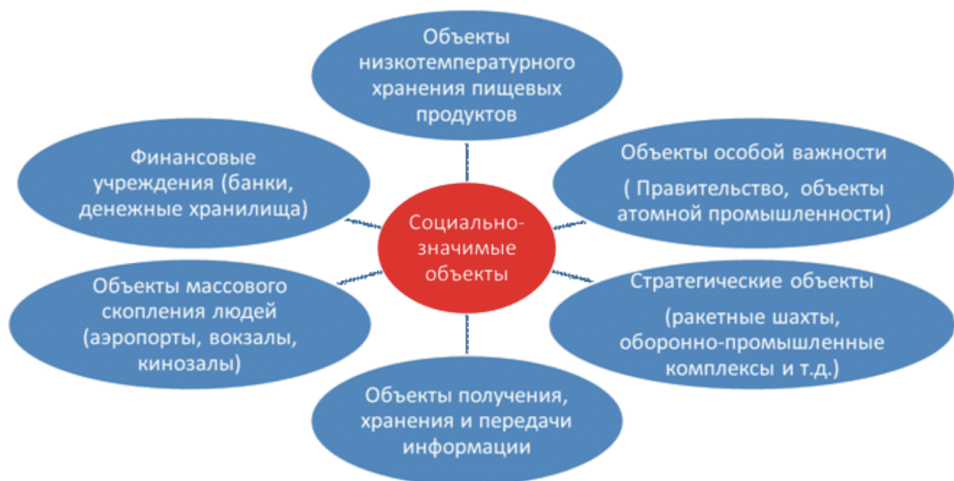 Объекты
низкотемпературного
хранения пищевых
продуктов
Финансовые
учреждения (банки,
денежные хранилища)
Объекты особой важности
( Правительство, объекты
атомной промышленности)
Социально-
значимые
объекты
Объекты массового
скопления людей
(аэропорты, вокзалы,
кинозалы)
Стратегические объекты
(ракетные шахты,
оборонно-промышленные
комплексы и т.д.)
Объекты получения,
хранения и передачи
информации